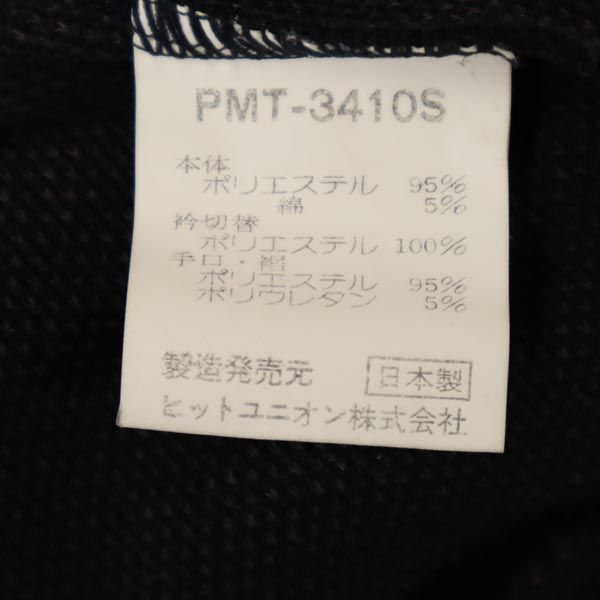 PMT-3410S
本体
ポリエステル 95%
綿 5%
衿切替
ポリエステル 100%
手口・裾
ポリエステル 95%
ポリウレタン 5%
製造発売元 日本製
ヒットユニオン株式会社